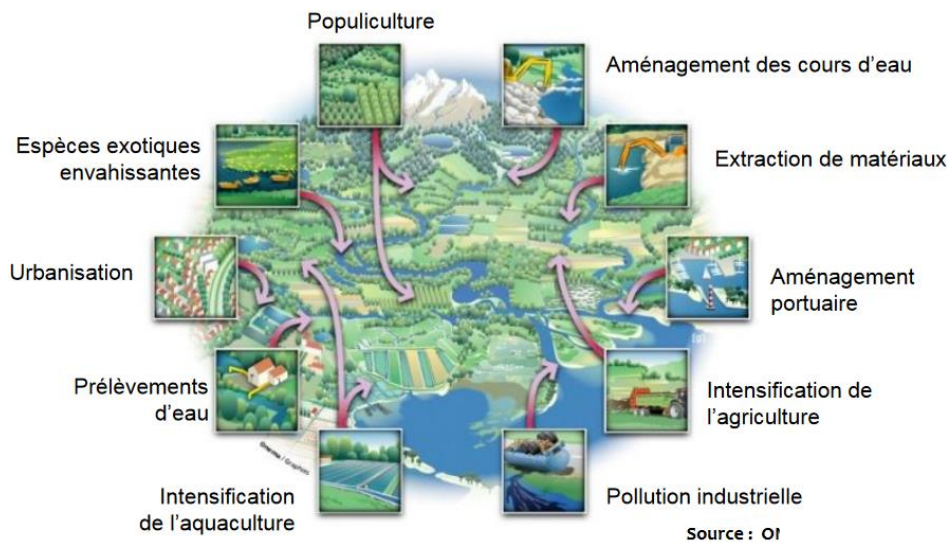 Populiculture
Aménagement des cours d'eau
Espèces exotiques
envahissantes
Extraction de matériaux
Urbanisation
Aménagement
portuaire
Prélèvements
d'eau
Intensification de
l'agriculture
Intensification
de l'aquaculture
Pollution industrielle
Source :